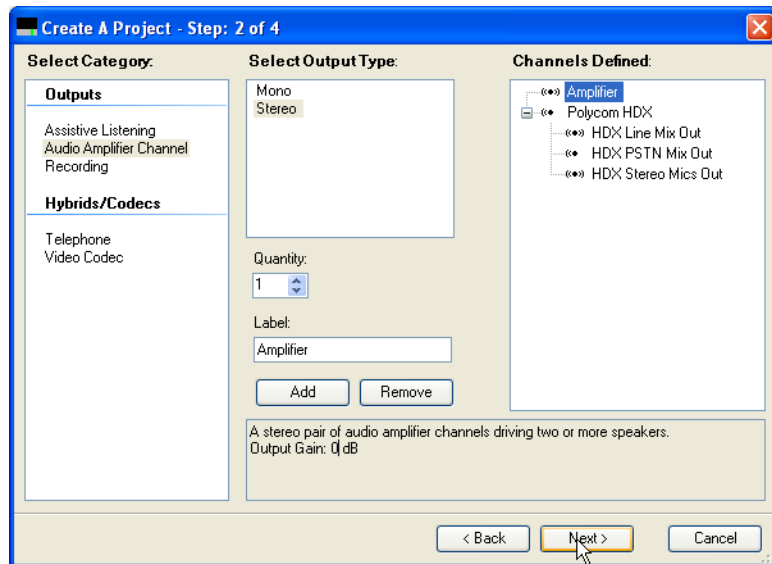 Create A Project - Step: 2 of 4
Select Category:
Outputs
Assistive Listening
Audio Amplifier Channel
Recording
Hybrids/Codecs
Telephone
Video Codec
Select Output Type:
Mono
Stereo
Quantity:
1
Label:
Amplifier
Add
Remove
Channels Defined:
Amplifier
Polycom HDX
HDX Line Mix Out
HDX PSTN Mix Out
HDX Stereo Mics Out
A stereo pair of audio amplifier channels driving two or more speakers.
Output Gain: 0 dB
< Back
Next >
Cancel